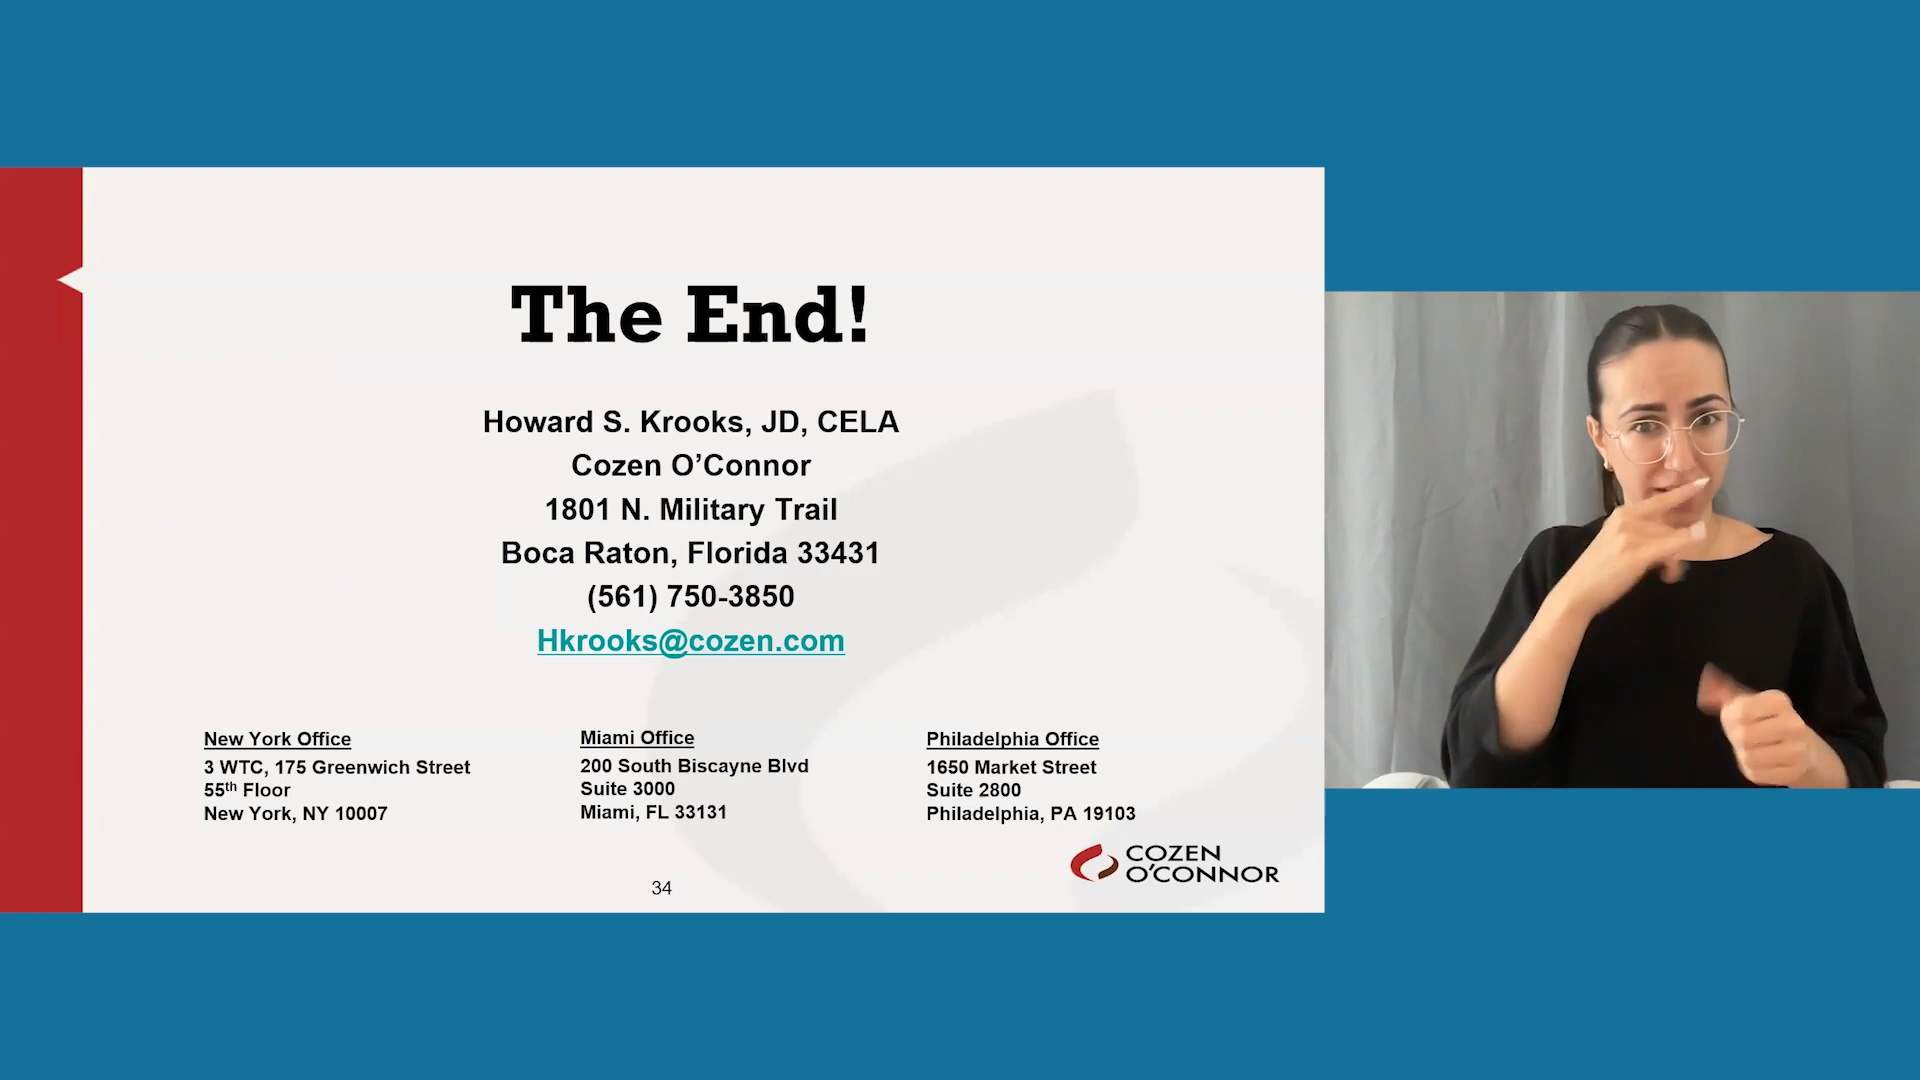 The End!
Howard S. Krooks, JD, CELA
Cozen O’Connor
1801 N. Military Trail
Boca Raton, Florida 33431
(561) 750-3850
Hkrooks@cozen.com
New York Office
3 WTC, 175 Greenwich Street
55th Floor
New York, NY 10007
Miami Office
200 South Biscayne Blvd
Suite 3000
Miami, FL 33131
Philadelphia Office
1650 Market Street
Suite 2800
Philadelphia, PA 19103
COZEN
O’CONNOR
34